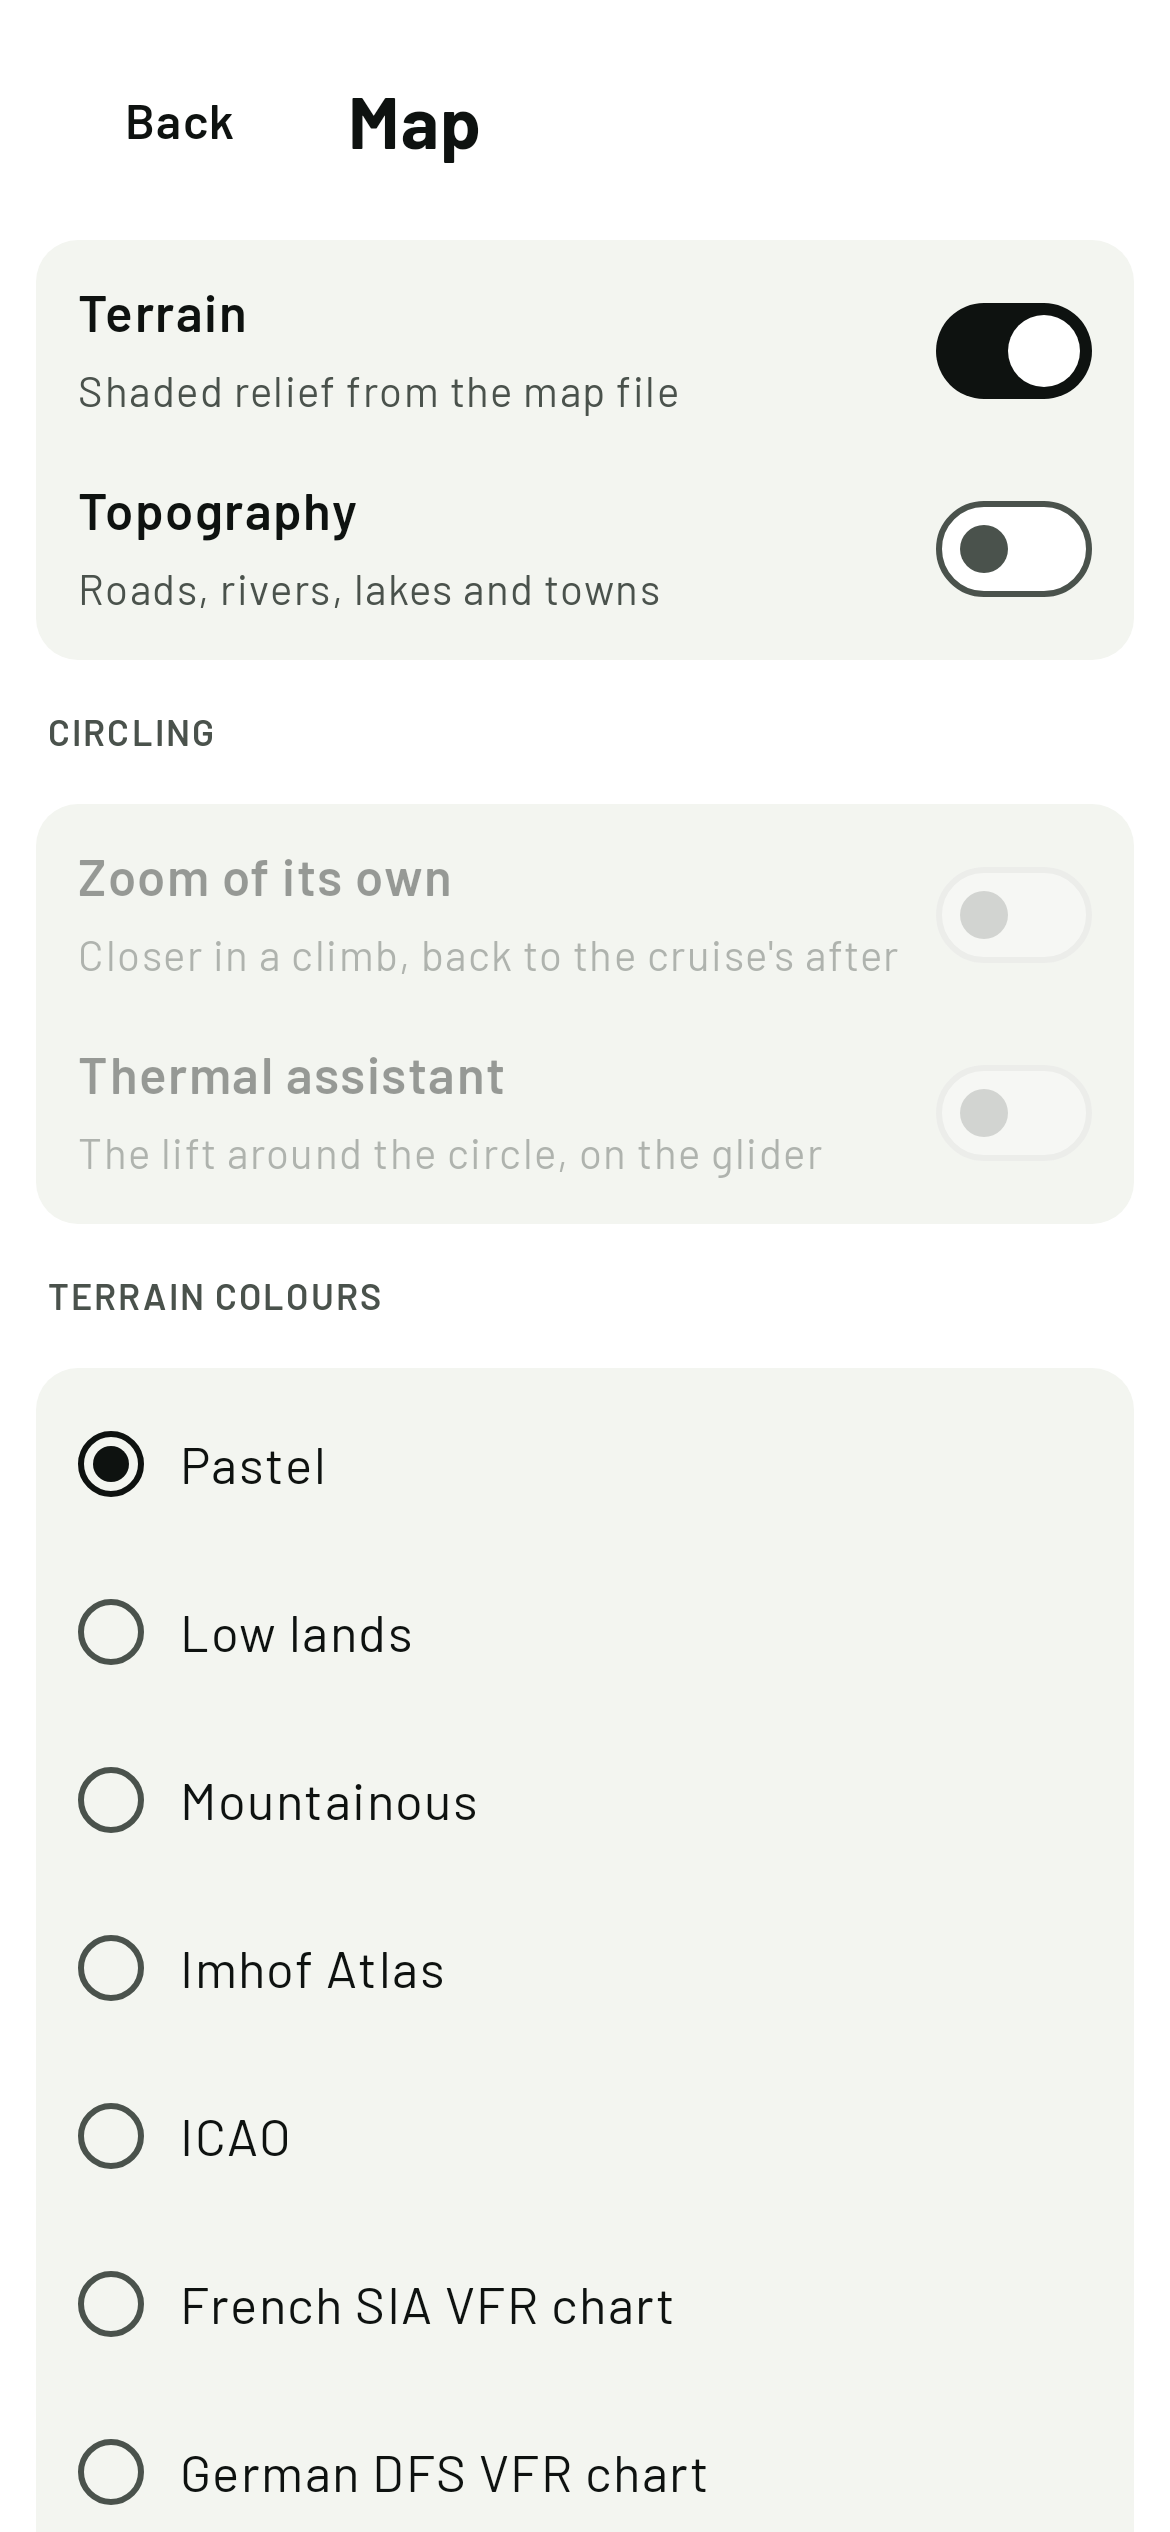 Back
Map
Terrain
Shaded relief from the map file
Topography
Roads, rivers, lakes and towns
CIRCLING
Zoom of its own
Closer in a climb, back to the cruise's after
Thermal assistant
The lift around the circle, on the glider
TERRAIN COLOURS
Pastel
Low lands
Mountainous
Imhof Atlas
ICAO
French SIA VFR chart
German DFS VFR chart